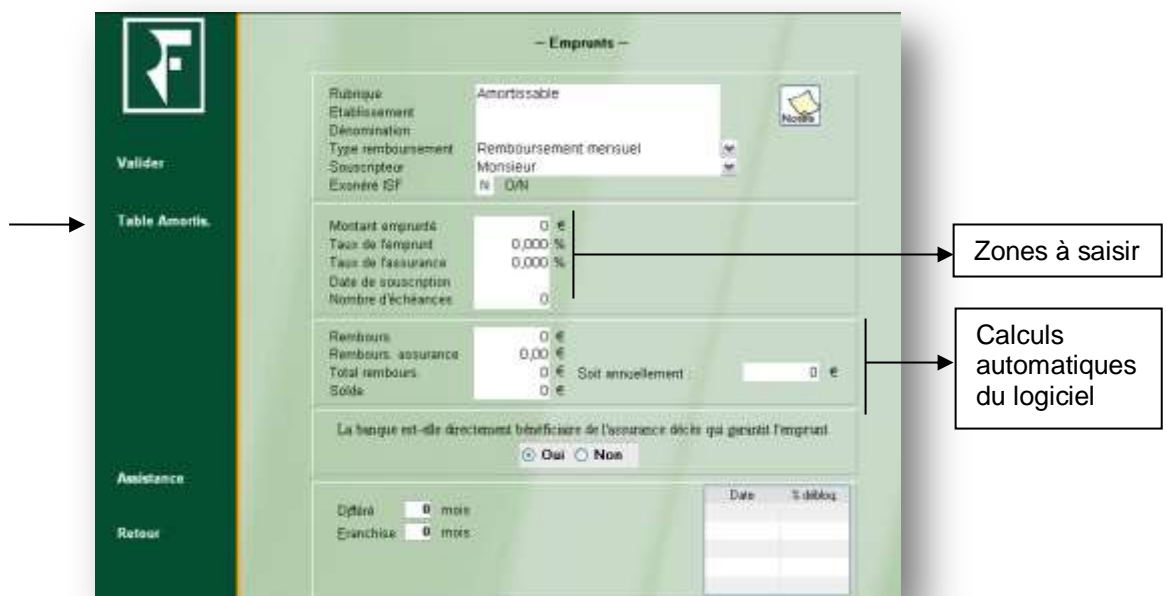 – Emprunts –
Rubrique Amortissable
Etablissement
Dénomination
Type remboursement Remboursement mensuel
Souscripteur Monsieur
Exonéré ISF N O/N
Notes
Valider
Table Amortis.
Montant emprunté 0 €
Taux de l'emprunt 0,000 %
Taux de l'assurance 0,000 %
Date de souscription
Nombre d'échéances 0
Zones à saisir
Rembours. 0 €
Rembours. assurance 0,00 €
Total rembours. 0 € Soit annuellement : 0 €
Solde 0 €
Calculs
automatiques
du logiciel
La banque est-elle directement bénéficiaire de l'assurance décès qui garantit l'emprunt
Oui Non
Assistance
Retour
Différé 0 mois
Franchise 0 mois
Date % débloq.